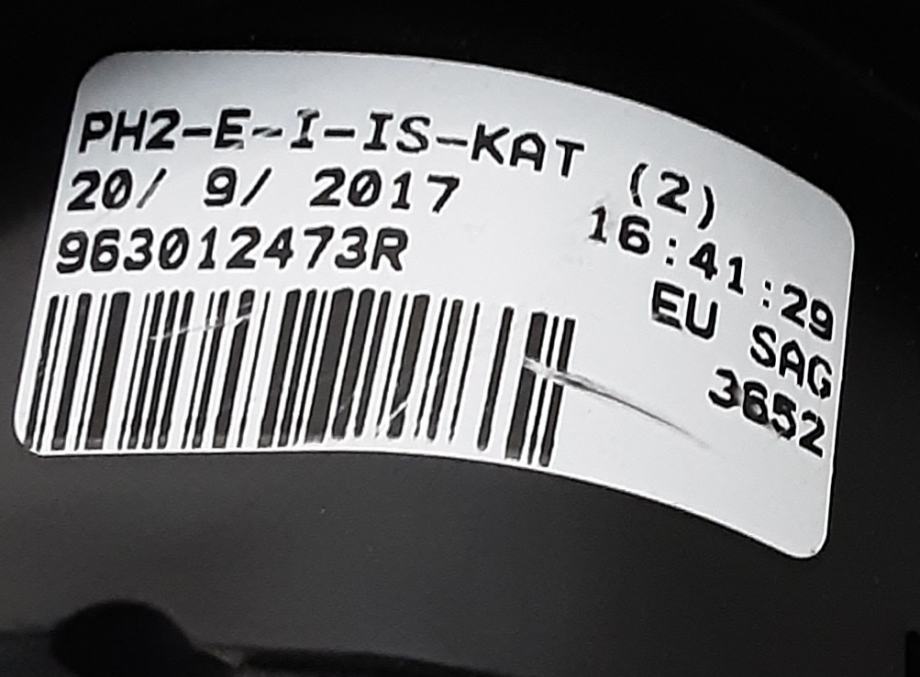 PH2-E-I-IS-KAT (2)
20/ 9/ 2017 16:41:29
963012473R EU SAG
3652